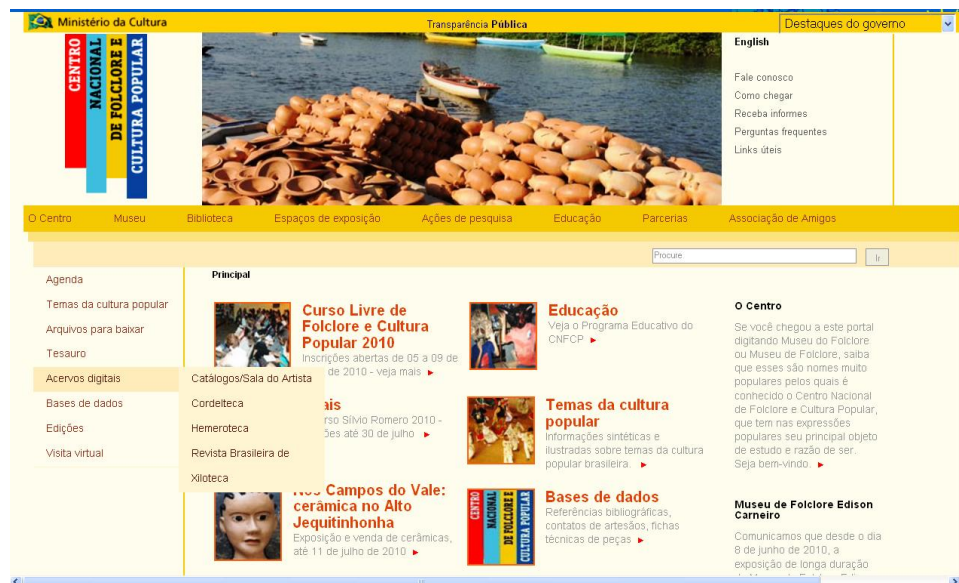 Ministério da Cultura
Transparência Pública
Destaques do governo
CENTRO
NACIONAL
DE FOLCLORE E
CULTURA POPULAR
English
Fale conosco
Como chegar
Receba informes
Perguntas frequentes
Links úteis
O Centro Museu Biblioteca Espaços de exposição Ações de pesquisa Educação Parcerias Associação de Amigos
Procure
Ir
Agenda
Temas da cultura popular
Arquivos para baixar
Tesauro
Acervos digitais
Bases de dados
Edições
Visita virtual
Catálogos/Sala do Artista
Cordelteca
Hemeroteca
Revista Brasileira de
Xiloteca
Principal
Curso Livre de
Folclore e Cultura
Popular 2010
Inscrições abertas de 05 a 09 de
de 2010 - veja mais
Educação
Veja o Programa Educativo do
CNFCP
ais
rso Sílvio Romero 2010 -
ões até 30 de julho
Temas da cultura
popular
Informações sintéticas e
ilustradas sobre temas da cultura
popular brasileira.
Nos Campos do Vale:
cerâmica no Alto
Jequitinhonha
Exposição e venda de cerâmicas,
até 11 de julho de 2010
CENTRO
NACIONAL
DE FOLCLORE E
CULTURA POPULAR
Bases de dados
Referências bibliográficas,
contatos de artesãos, fichas
técnicas de peças
O Centro
Se você chegou a este portal
digitando Museu do Folclore
ou Museu de Folclore, saiba
que esses são nomes muito
populares pelos quais é
conhecido o Centro Nacional
de Folclore e Cultura Popular,
que tem nas expressões
populares seu principal objeto
de estudo e razão de ser.
Seja bem-vindo.
Museu de Folclore Edison
Carneiro
Comunicamos que desde o dia
8 de junho de 2010, a
exposição de longa duração